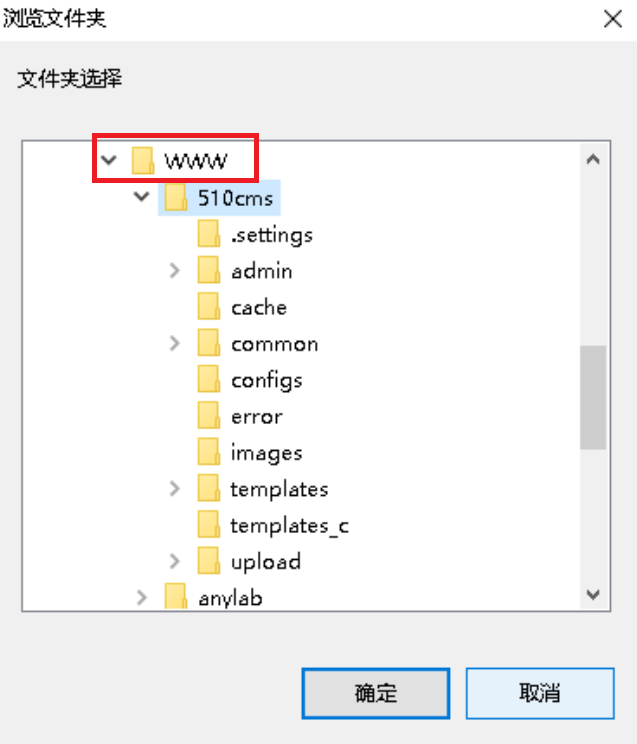 浏览文件夹
文件夹选择
WWW
510cms
.settings
admin
cache
common
configs
error
images
templates
templates_c
upload
anylab
确定
取消